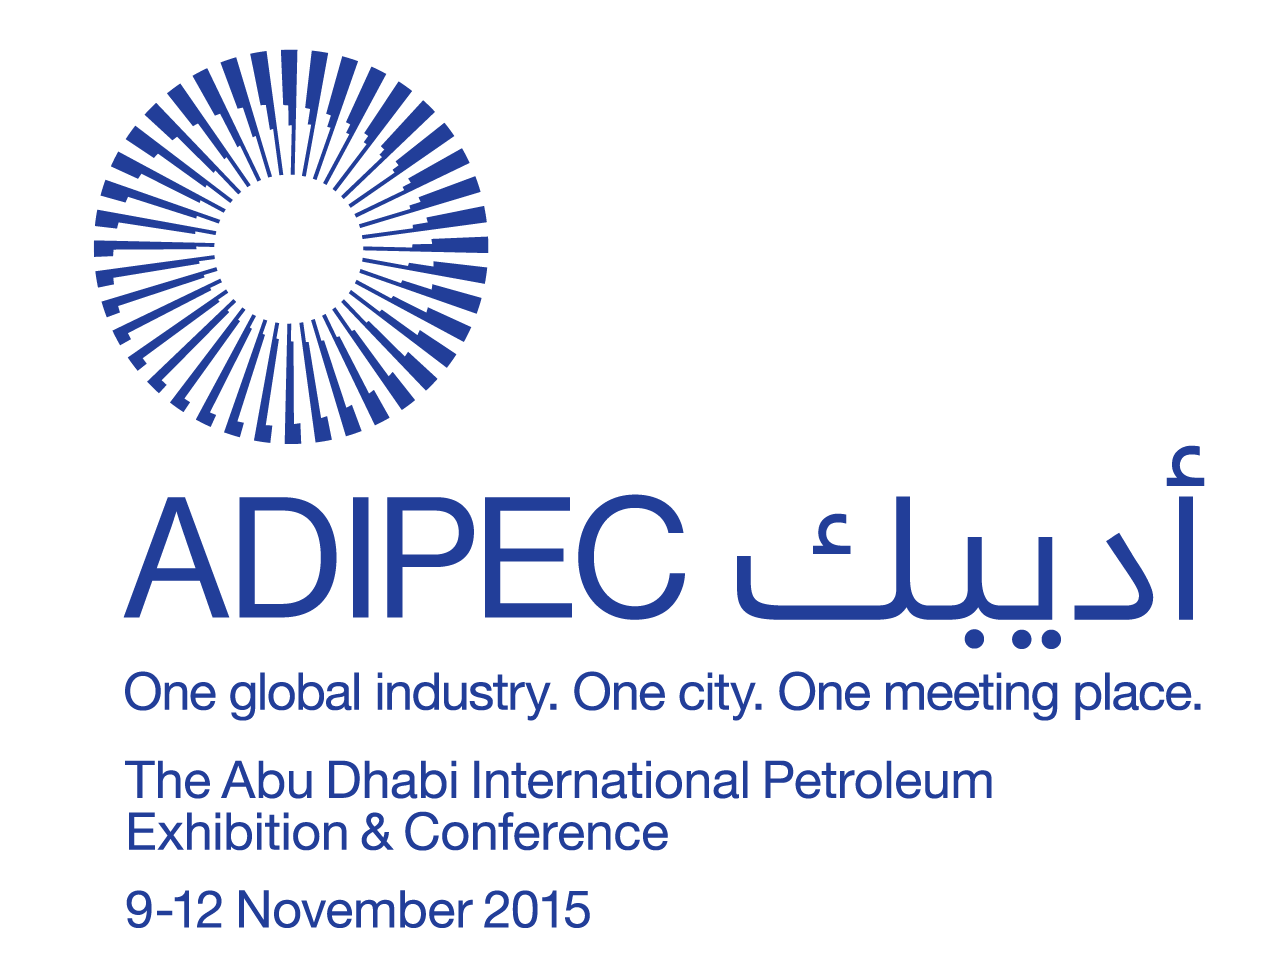 ADIPEC أديبك
One global industry. One city. One meeting place.
The Abu Dhabi International Petroleum
Exhibition & Conference
9-12 November 2015